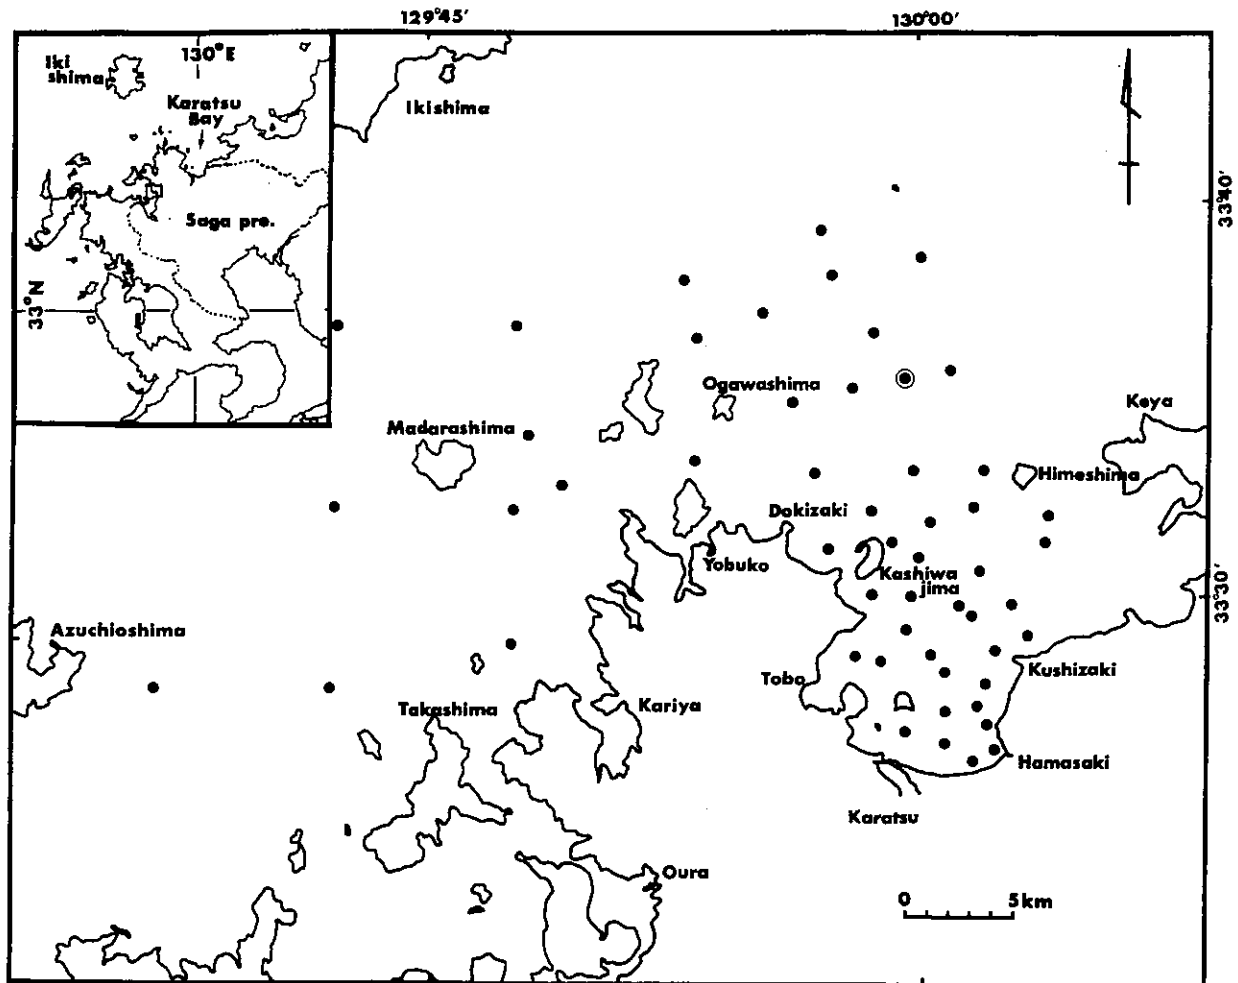 129°45′
130°00′
130°E
Iki
shima
Karatsu
Bay
Ikishima
33°40′
Saga pre.
33°N
Ogawashima
Keya
Madarashima
Himeshima
Dokizaki
Yobuko
Kashiwa
jima
33°30′
Azuchioshima
Kushizaki
Tobo
Takashima
Kariya
Hamasaki
Karatsu
Oura
0 5km